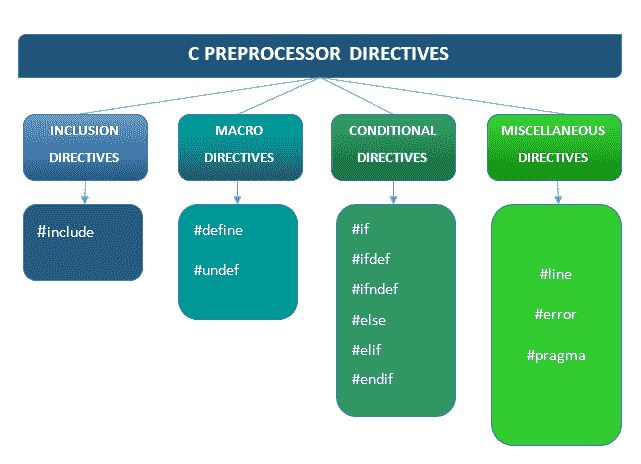 C PREPROCESSOR DIRECTIVES
INCLUSION
DIRECTIVES
MACRO
DIRECTIVES
CONDITIONAL
DIRECTIVES
MISCELLANEOUS
DIRECTIVES
#include
#define
#undef
#if
#ifdef
#ifndef
#else
#elif
#endif
#line
#error
#pragma